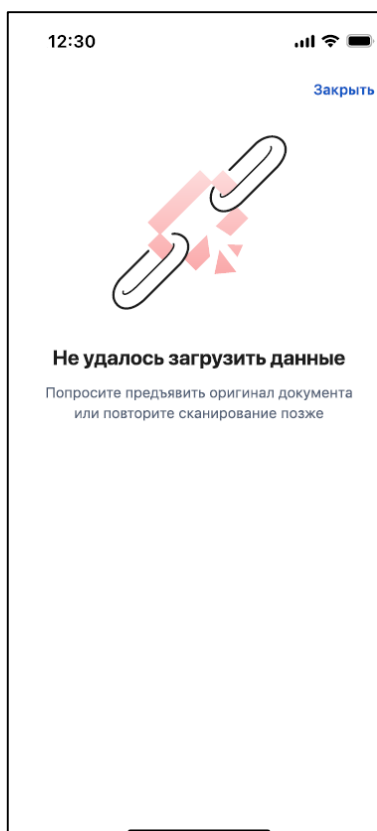 12:30
Закрыть
Не удалось загрузить данные
Попросите предъявить оригинал документа
или повторите сканирование позже